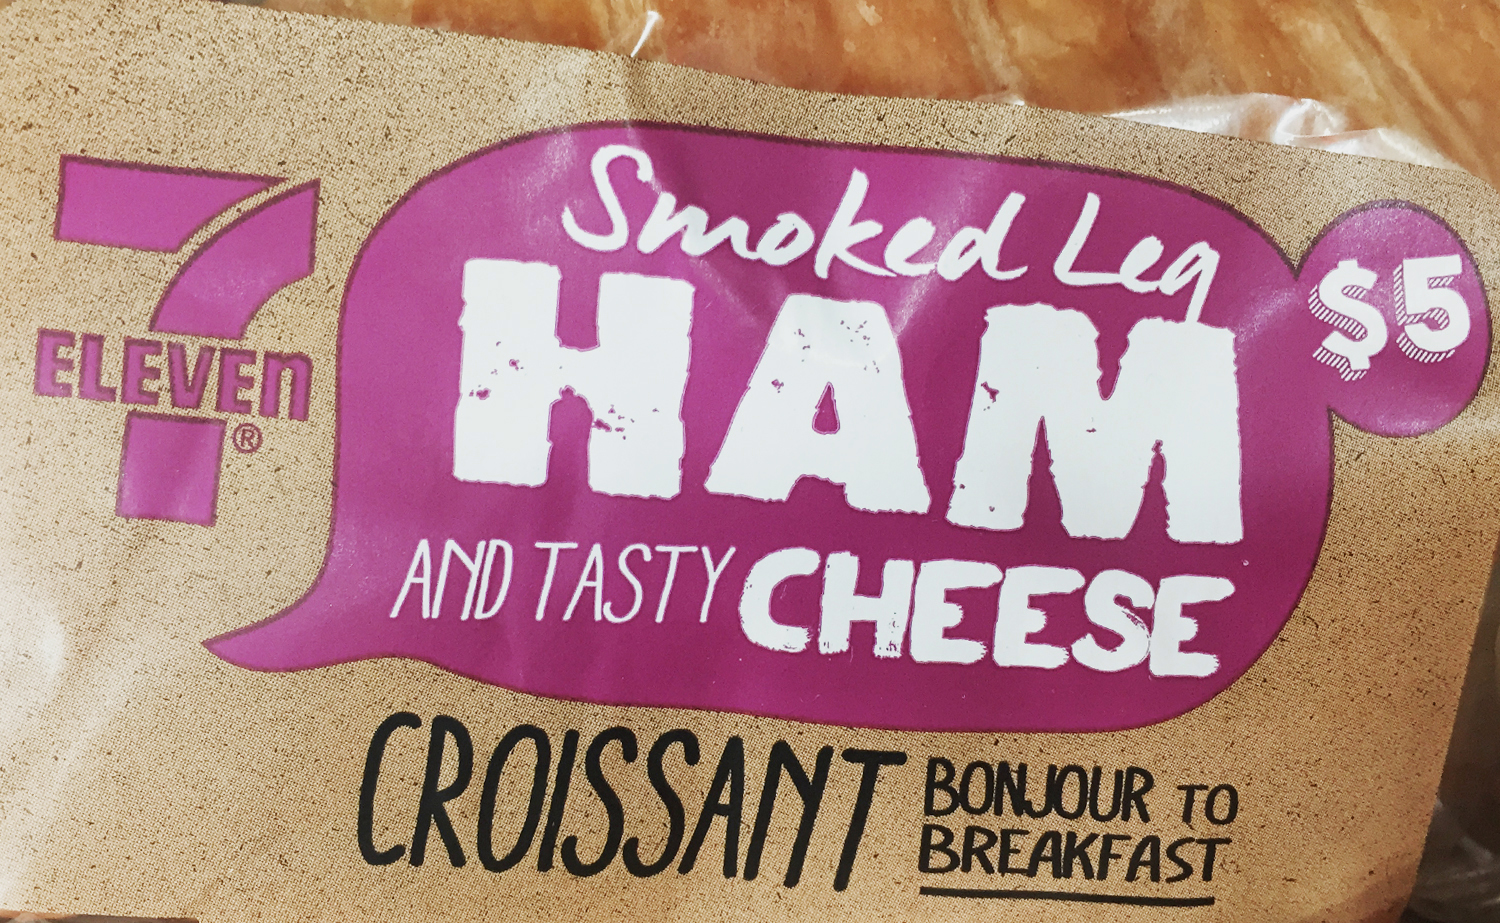 7
ELEVEn
®
Smoked Leg
HAM
$5
AND TASTY CHEESE
CROISSANT
BONJOUR TO
BREAKFAST